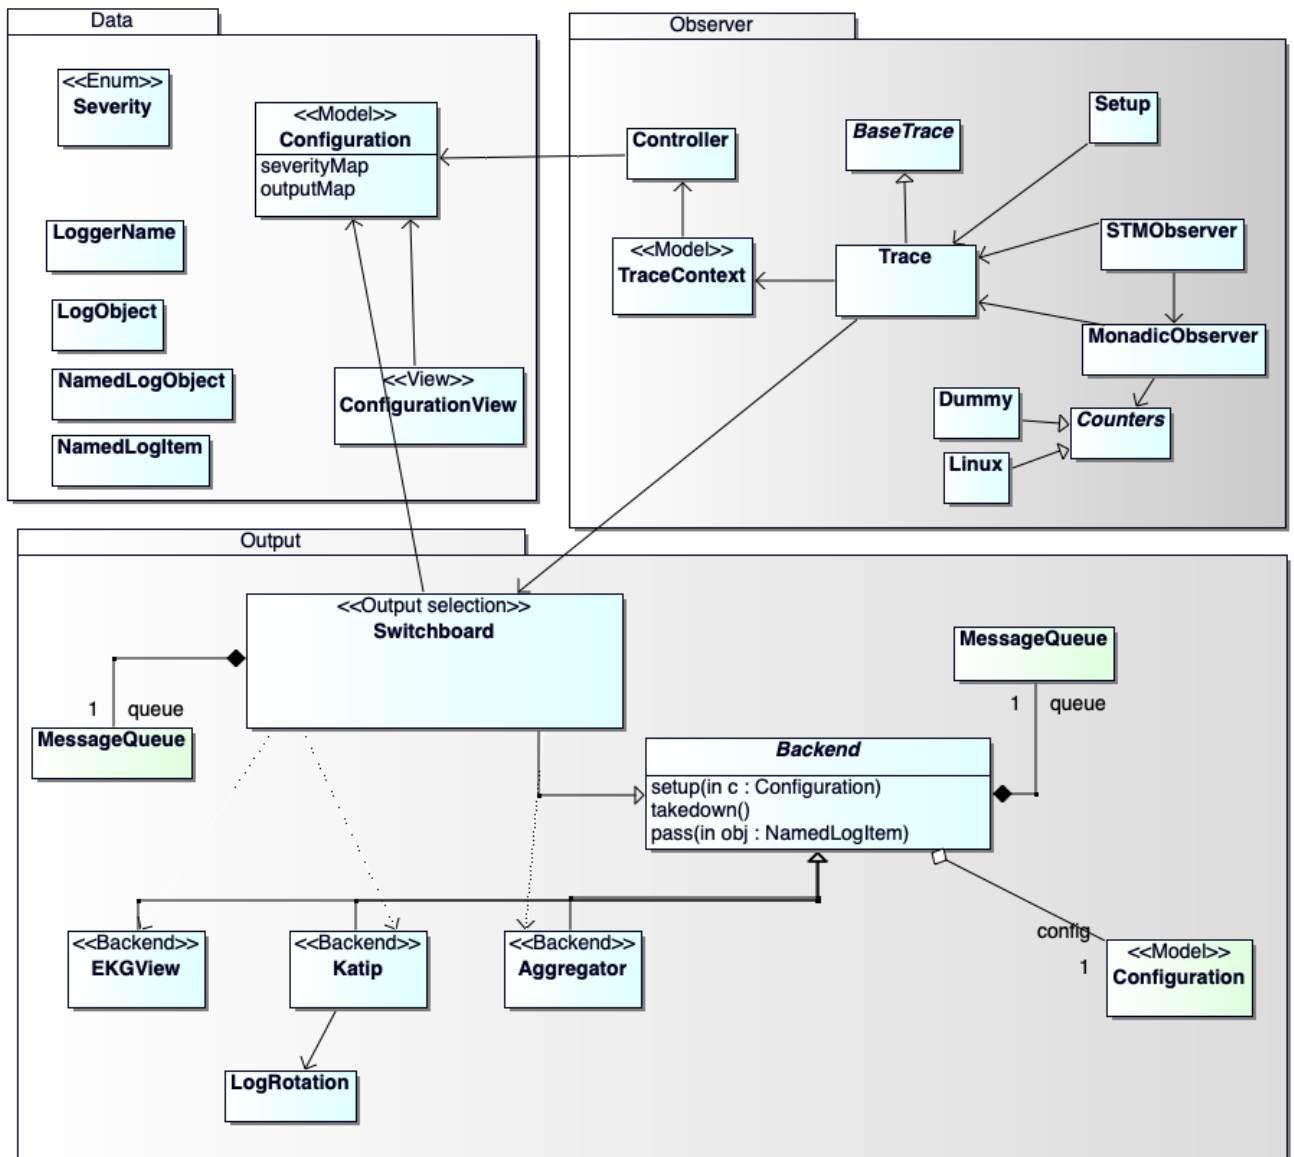 Data
<<Enum>>
Severity
<<Model>>
Configuration
severityMap
outputMap
LoggerName
LogObject
NamedLogObject
NamedLogItem
<<View>>
ConfigurationView
Observer
Controller
BaseTrace
Setup
<<Model>>
TraceContext
Trace
STMObserver
MonadicObserver
Dummy
Counters
Linux
Output
<<Output selection>>
Switchboard
1 queue
MessageQueue
MessageQueue
1 queue
Backend
setup(in c : Configuration)
takedown()
pass(in obj : NamedLogItem)
config
1
<<Model>>
Configuration
<<Backend>>
EKGView
<<Backend>>
Katip
<<Backend>>
Aggregator
LogRotation